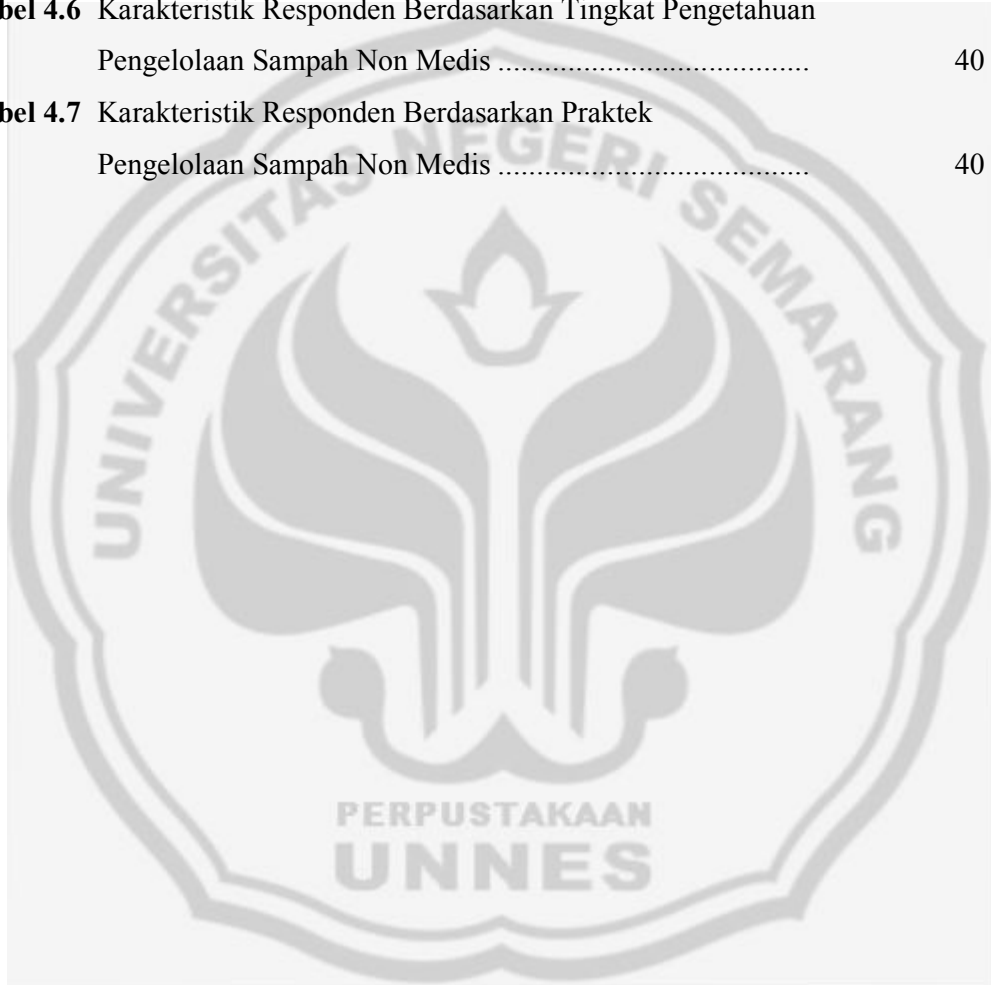 bel 4.6 Karakteristik Responden Berdasarkan Tingkat Pengetahuan
Pengelolaan Sampah Non Medis ........................................ 40
bel 4.7 Karakteristik Responden Berdasarkan Praktek
Pengelolaan Sampah Non Medis ........................................ 40
UNIVERSITAS NEGERI SEMARANG
PERPUSTAKAAN
UNNES